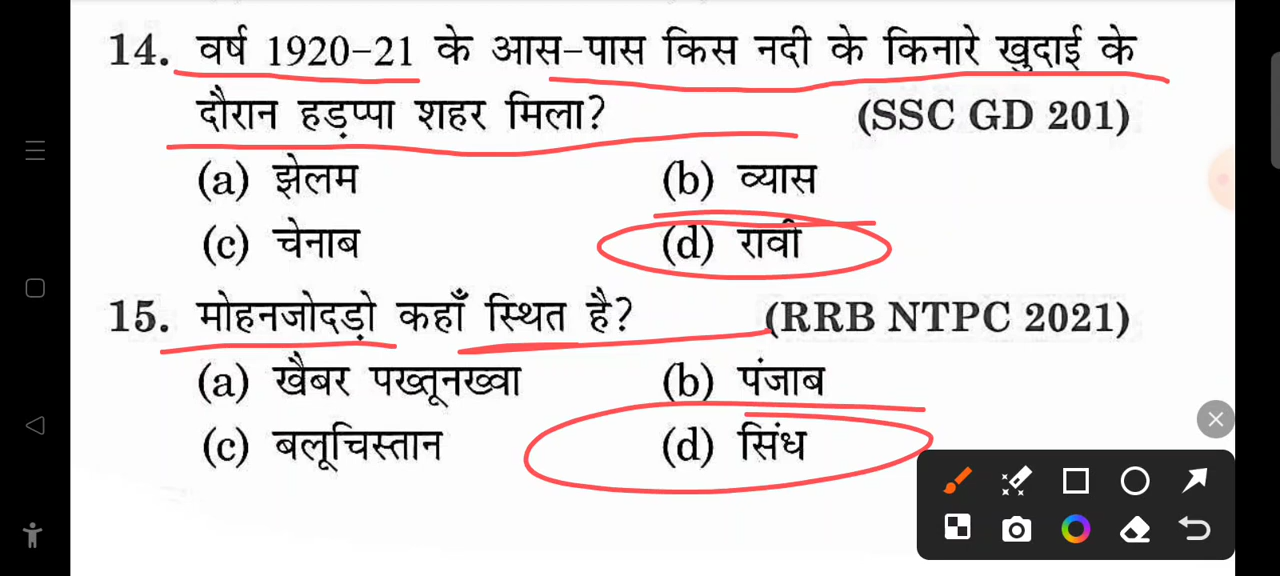 14. वर्ष 1920-21 के आस-पास किस नदी के किनारे खुदाई के
दौरान हड़प्पा शहर मिला? (SSC GD 201)
(a) झेलम (b) व्यास
(c) चेनाब (d) रावी
15. मोहनजोदड़ो कहाँ स्थित है? (RRB NTPC 2021)
(a) खैबर पख्तूनख्वा (b) पंजाब
(c) बलूचिस्तान (d) सिंध